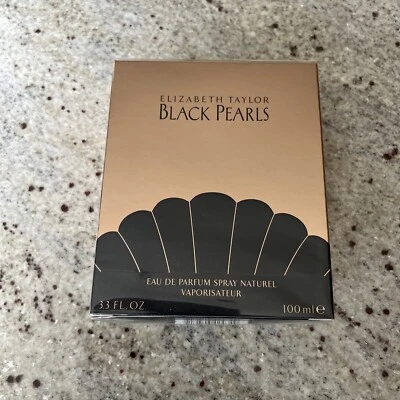 ELIZABETH TAYLOR
BLACK PEARLS
EAU DE PARFUM SPRAY NATUREL
VAPORISATEUR
3.3 FL. OZ 100 ml e